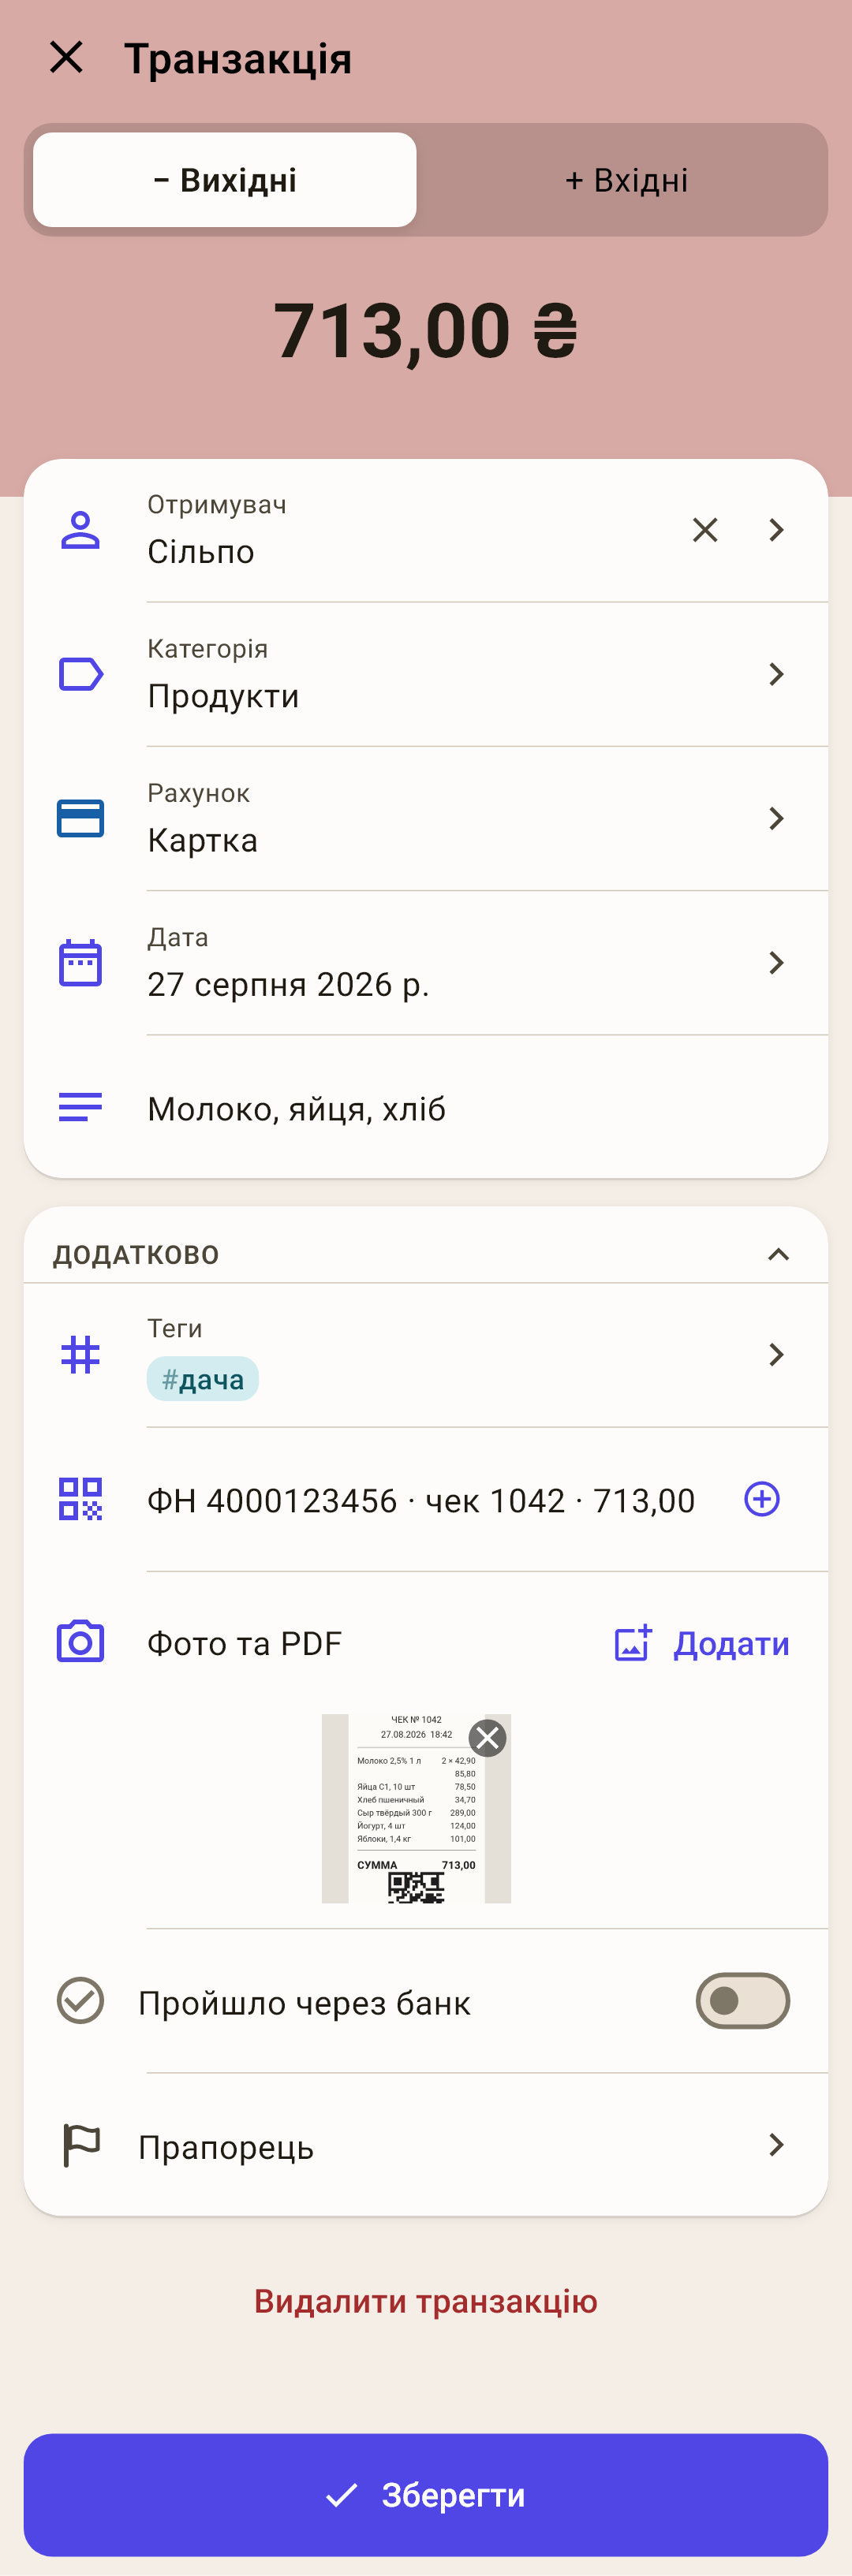 Транзакція
− Вихідні
+ Вхідні
713,00 ₴
Отримувач
Сільпо
Категорія
Продукти
Рахунок
Картка
Дата
27 серпня 2026 р.
Молоко, яйця, хліб
ДОДАТКОВО
Теги
#дача
ФН 4000123456 · чек 1042 · 713,00
Фото та PDF
Додати
ЧЕК № 1042
27.08.2026 18:42
Молоко 2,5% 1 л 2 × 42,90
85,80
Яйца С1, 10 шт 78,50
Хлеб пшеничный 34,70
Сыр твёрдый 300 г 289,00
Йогурт, 4 шт 124,00
Яблоки, 1,4 кг 101,00
СУММА 713,00
Пройшло через банк
Прапорець
Видалити транзакцію
Зберегти